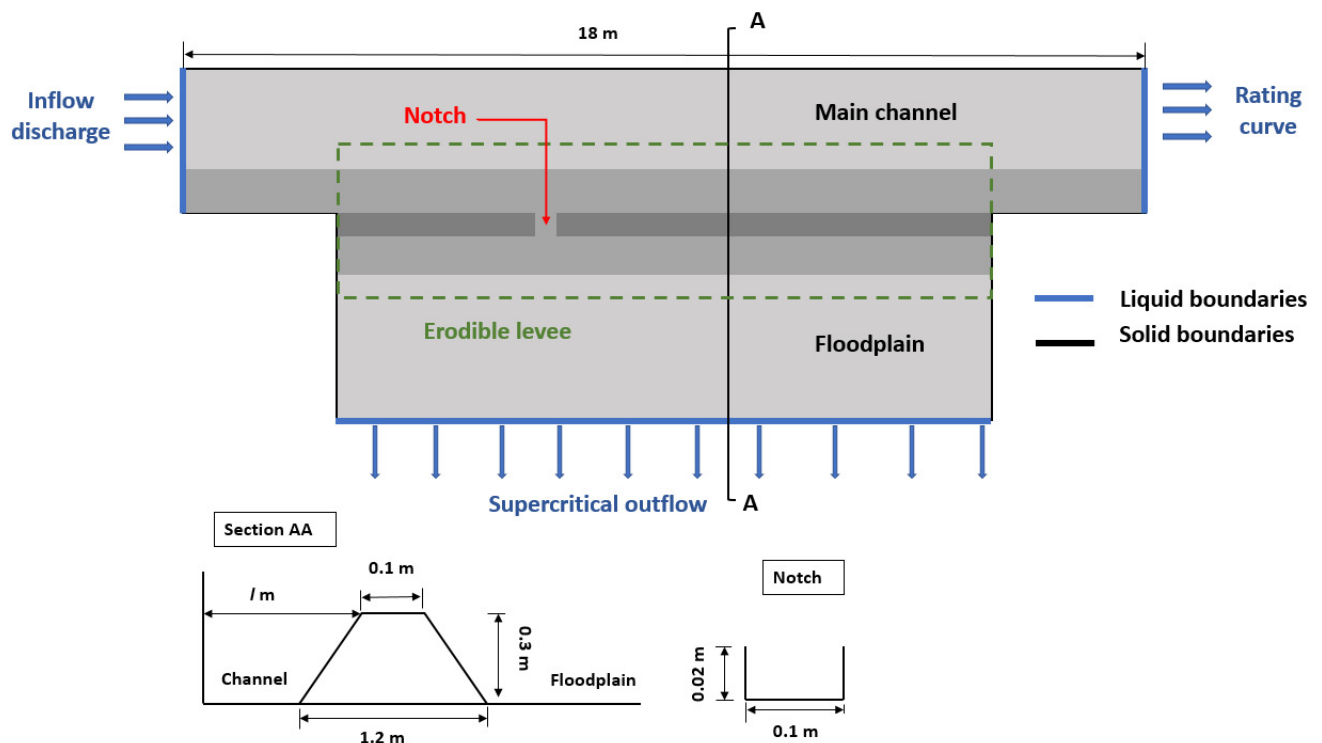 A
18 m
Inflow
discharge
Notch
Main channel
Rating
curve
Liquid boundaries
Solid boundaries
Erodible levee
Floodplain
Supercritical outflow
A
Section AA
0.1 m
l m
0.3 m
Channel
Floodplain
1.2 m
Notch
0.02 m
0.1 m